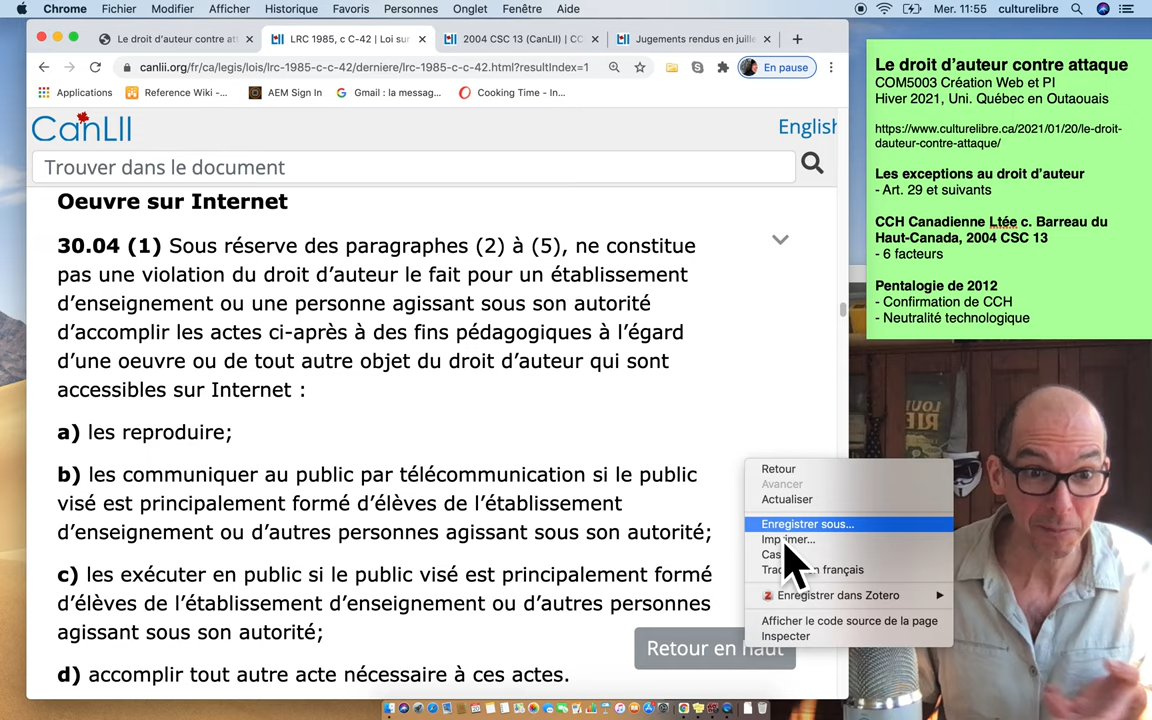 Chrome Fichier Modifier Afficher Historique Favoris Personnes Onglet Fenêtre Aide Mer. 11:55 culturelibre
Le droit d'auteur contre att
LRC 1985, c C-42 | Loi sur
2004 CSC 13 (CanLII) | CC
Jugements rendus en juille
canlii.org/fr/ca/legis/lois/lrc-1985-c-c-42/derniere/lrc-1985-c-c-42.html?resultIndex=1
En pause
Applications Reference Wiki -... AEM Sign In Gmail : la messag... Cooking Time - In...
CanLII
English
Trouver dans le document
Oeuvre sur Internet
30.04 (1) Sous réserve des paragraphes (2) à (5), ne constitue
pas une violation du droit d'auteur le fait pour un établissement
d'enseignement ou une personne agissant sous son autorité
d'accomplir les actes ci-après à des fins pédagogiques à l'égard
d'une oeuvre ou de tout autre objet du droit d'auteur qui sont
accessibles sur Internet :
a) les reproduire;
b) les communiquer au public par télécommunication si le public
visé est principalement formé d'élèves de l'établissement
d'enseignement ou d'autres personnes agissant sous son autorité;
c) les exécuter en public si le public visé est principalement formé
d'élèves de l'établissement d'enseignement ou d'autres personnes
agissant sous son autorité;
d) accomplir tout autre acte nécessaire à ces actes.
Retour en haut
Retour
Avancer
Actualiser
Enregistrer sous...
Imprimer...
français
Enregistrer dans Zotero
Afficher le code source de la page
Inspecter
Le droit d'auteur contre attaque
COM5003 Création Web et PI
Hiver 2021, Uni. Québec en Outaouais
https://www.culturelibre.ca/2021/01/20/le-droit-
dauteur-contre-attaque/
Les exceptions au droit d'auteur
- Art. 29 et suivants
CCH Canadienne Ltée c. Barreau du
Haut-Canada, 2004 CSC 13
- 6 facteurs
Pentalogie de 2012
- Confirmation de CCH
- Neutralité technologique